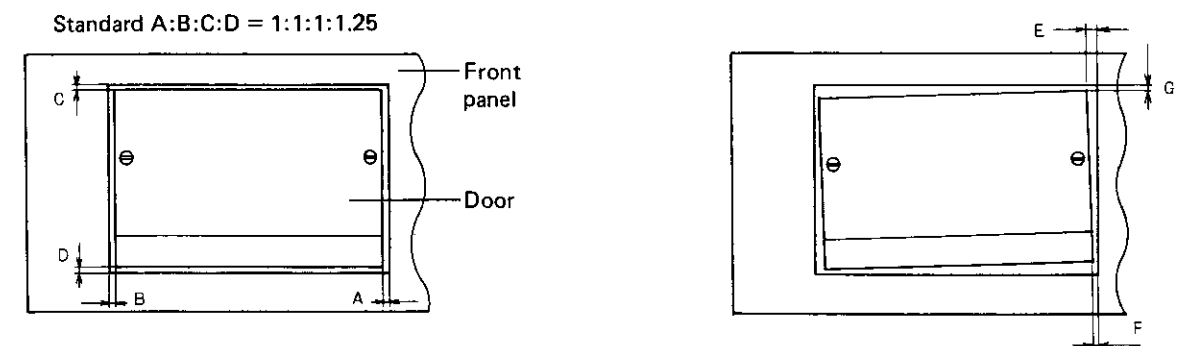 Standard A:B:C:D = 1:1:1:1.25
Front
panel
C
Door
D
B
A
E
G
F